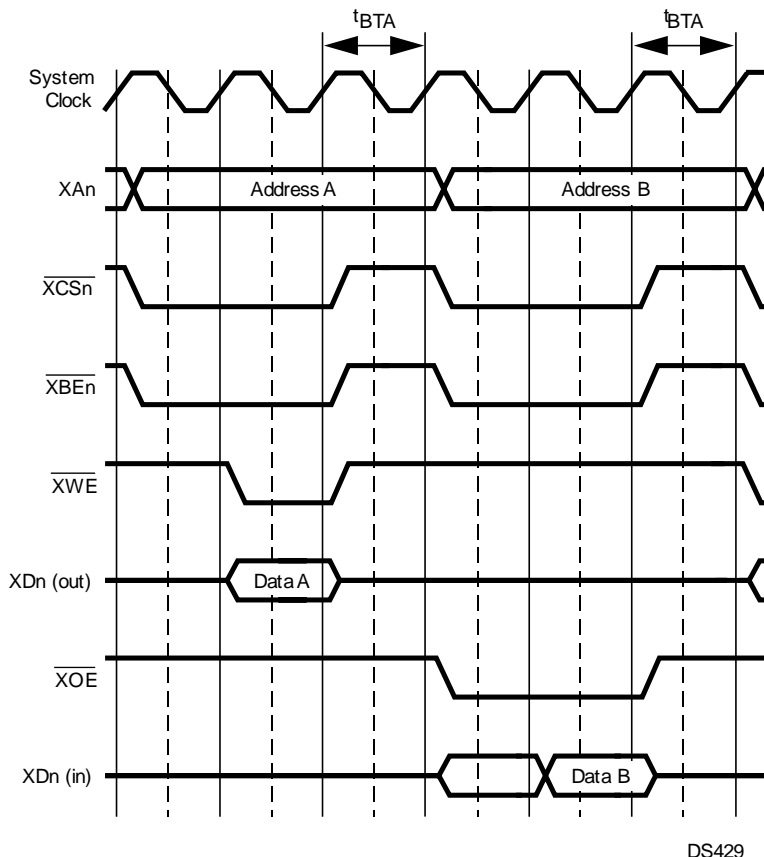 tBTA tBTA
System
Clock
XAn Address A Address B
XCSn
XBEn
XWE
XDn (out) Data A
XOE
XDn (in) Data B
DS429